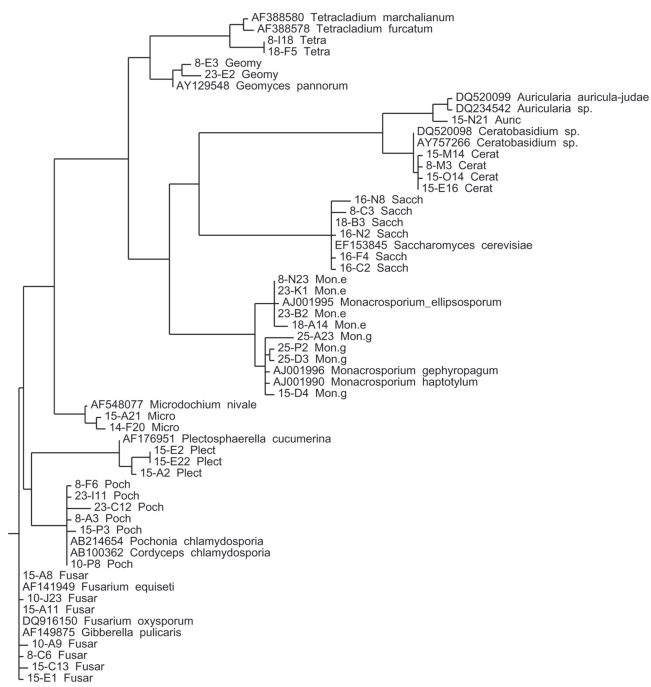 AF388580 Tetracladium marchalianum
AF388578 Tetracladium furcatum
8-I18 Tetra
18-F5 Tetra
8-E3 Geomy
23-E2 Geomy
AY129548 Geomyces pannorum
DQ520099 Auricularia auricula-judae
DQ234542 Auricularia sp.
15-N21 Auric
DQ520098 Ceratobasidium sp.
AY757266 Ceratobasidium sp.
15-M14 Cerat
8-M3 Cerat
15-O14 Cerat
15-E16 Cerat
16-N8 Sacch
8-C3 Sacch
18-B3 Sacch
16-N2 Sacch
EF153845 Saccharomyces cerevisiae
16-F4 Sacch
16-C2 Sacch
8-N23 Mon.e
23-K1 Mon.e
AJ001995 Monacrosporium_ellipsosporum
23-B2 Mon.e
18-A14 Mon.e
25-A23 Mon.g
25-P2 Mon.g
25-D3 Mon.g
AJ001996 Monacrosporium gephyropagum
AJ001990 Monacrosporium haptotylum
15-D4 Mon.g
AF548077 Microdochium nivale
15-A21 Micro
14-F20 Micro
AF176951 Plectosphaerella cucumerina
15-E2 Plect
15-E22 Plect
15-A2 Plect
8-F6 Poch
23-I11 Poch
23-C12 Poch
8-A3 Poch
15-P3 Poch
AB214654 Pochonia chlamydosporia
AB100362 Cordyceps chlamydosporia
10-P8 Poch
15-A8 Fusar
AF141949 Fusarium equiseti
10-J23 Fusar
15-A11 Fusar
DQ916150 Fusarium oxysporum
AF149875 Gibberella pulicaris
10-A9 Fusar
8-C6 Fusar
15-C13 Fusar
15-E1 Fusar